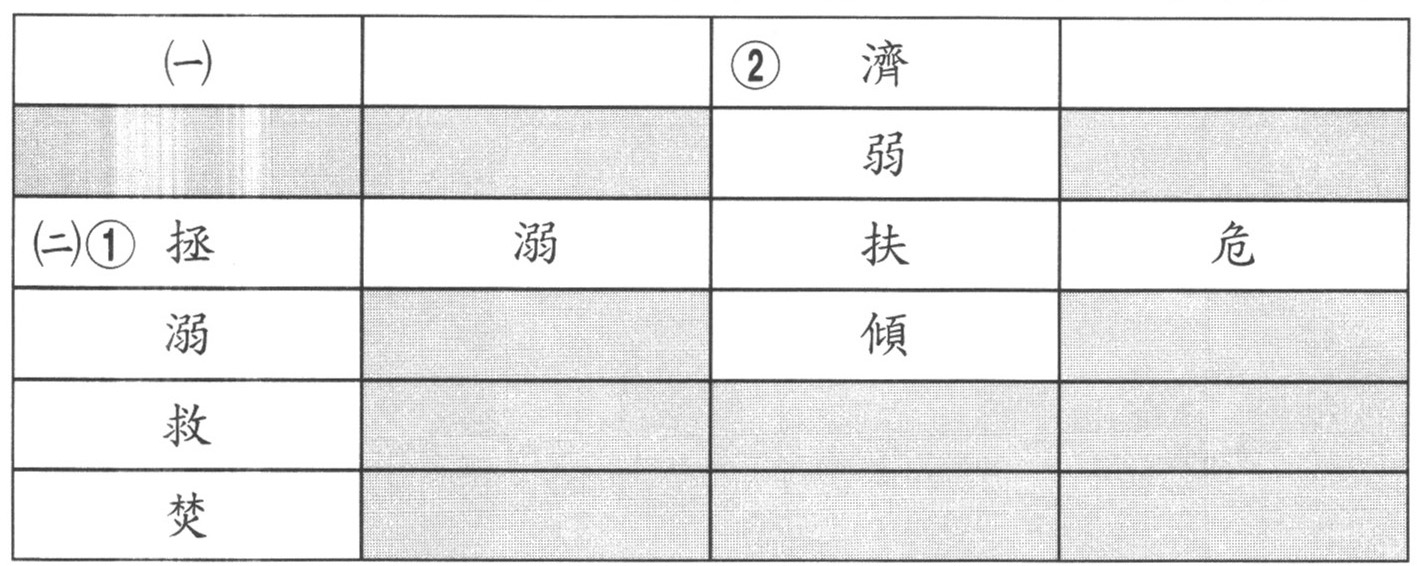 ㈠ ② 濟
弱
㈡① 拯 溺 扶 危
溺 傾
救
焚